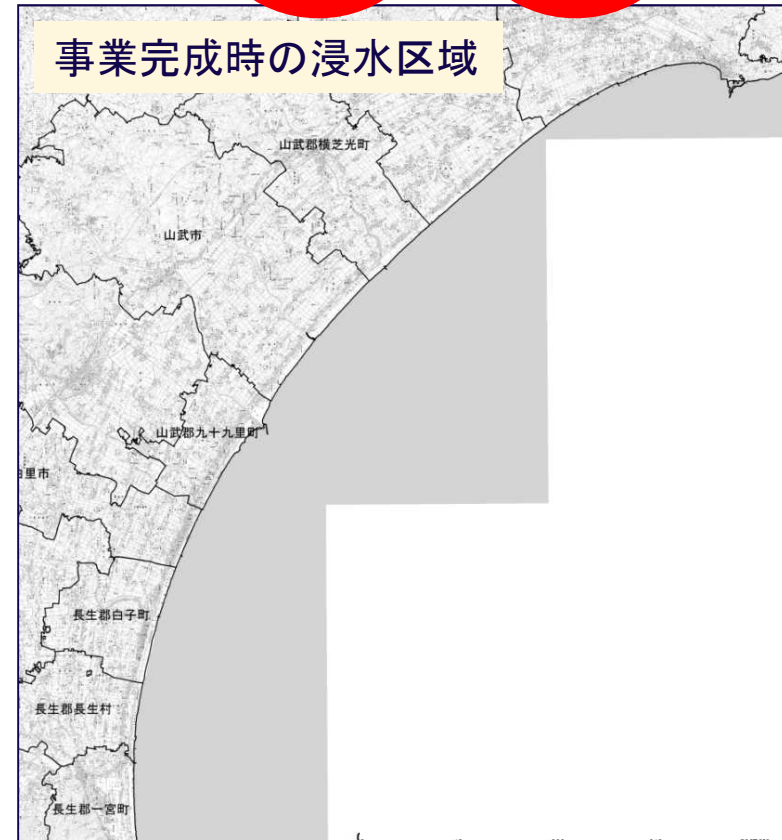 事業完成時の浸水区域
山武郡横芝光町
山武市
山武郡九十九里町
里市
長生郡白子町
長生郡長生村
長生郡一宮町